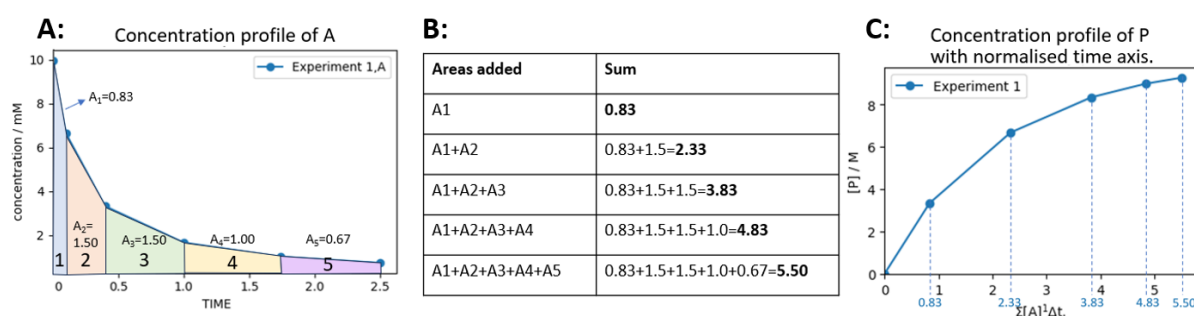 A:
Concentration profile of A
Experiment 1,A
A1=0.83
concentration / mM
10
8
6
4
2
A2=
1.50
A3=1.50
A4=1.00
A5=0.67
1
2
3
4
5
0
0.5
1.0
1.5
2.0
2.5
TIME
B:
Areas added Sum
A1 0.83
A1+A2 0.83+1.5=2.33
A1+A2+A3 0.83+1.5+1.5=3.83
A1+A2+A3+A4 0.83+1.5+1.5+1.0=4.83
A1+A2+A3+A4+A5 0.83+1.5+1.5+1.0+0.67=5.50
C:
Concentration profile of P
with normalised time axis.
Experiment 1
[P] / M
8
6
4
2
0
0 1 2 3 4 5
0.83 2.33 3.83 4.83 5.50
Σ[A]¹Δt.